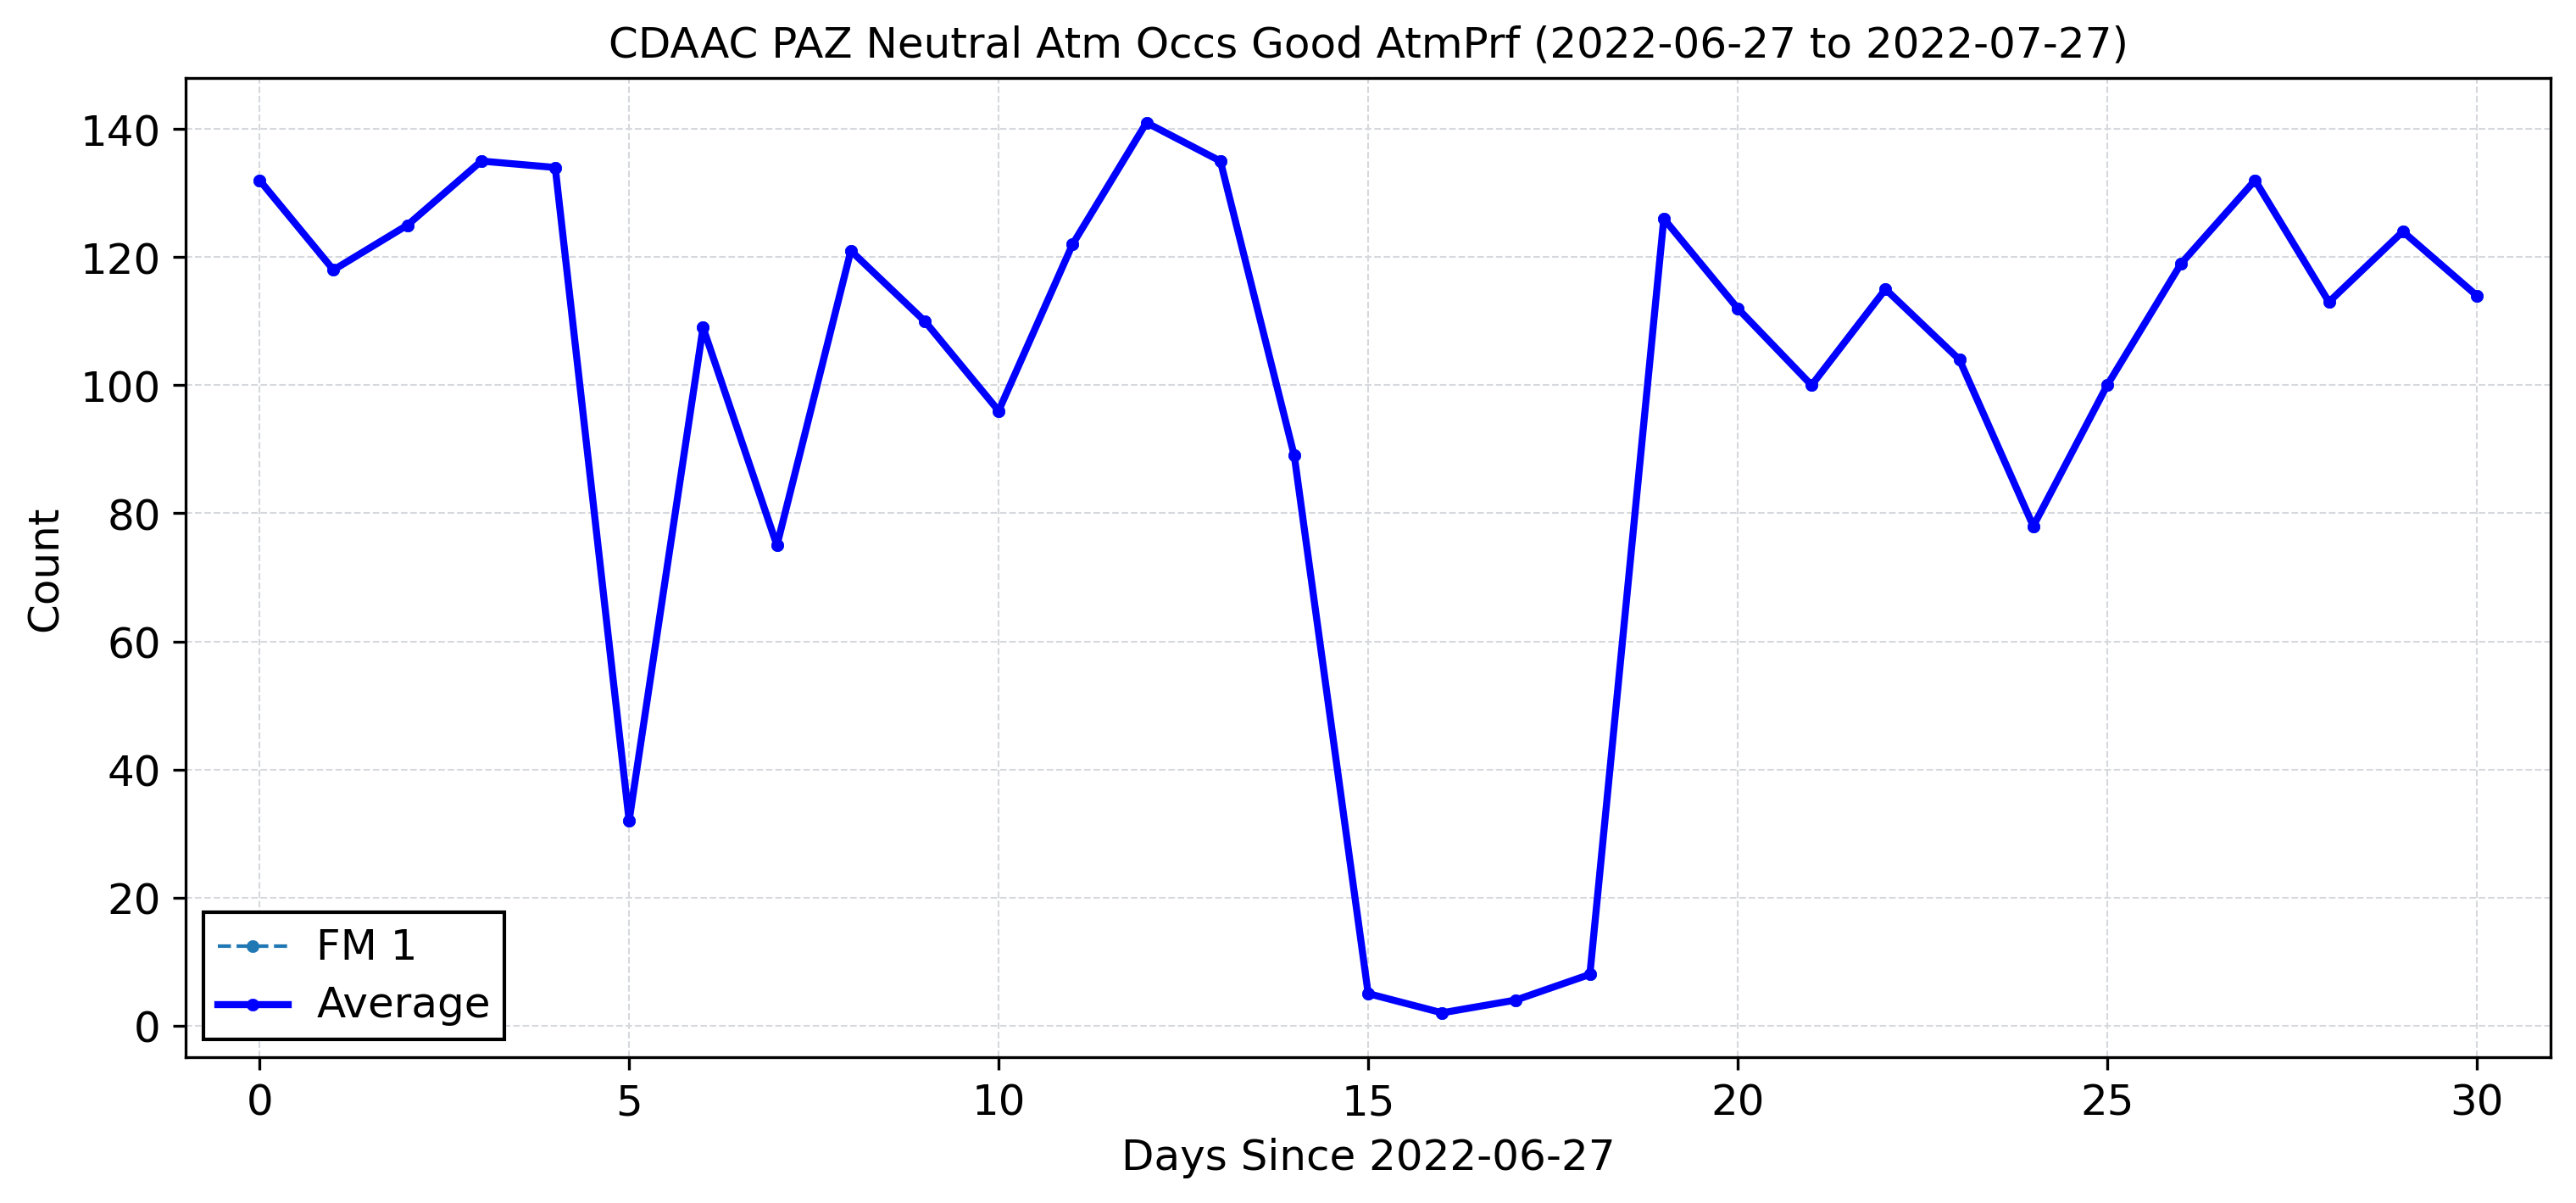 CDAAC PAZ Neutral Atm Occs Good AtmPrf (2022-06-27 to 2022-07-27)
140
120
100
80
60
40
20
0
Count
FM 1
Average
0 5 10 15 20 25 30
Days Since 2022-06-27